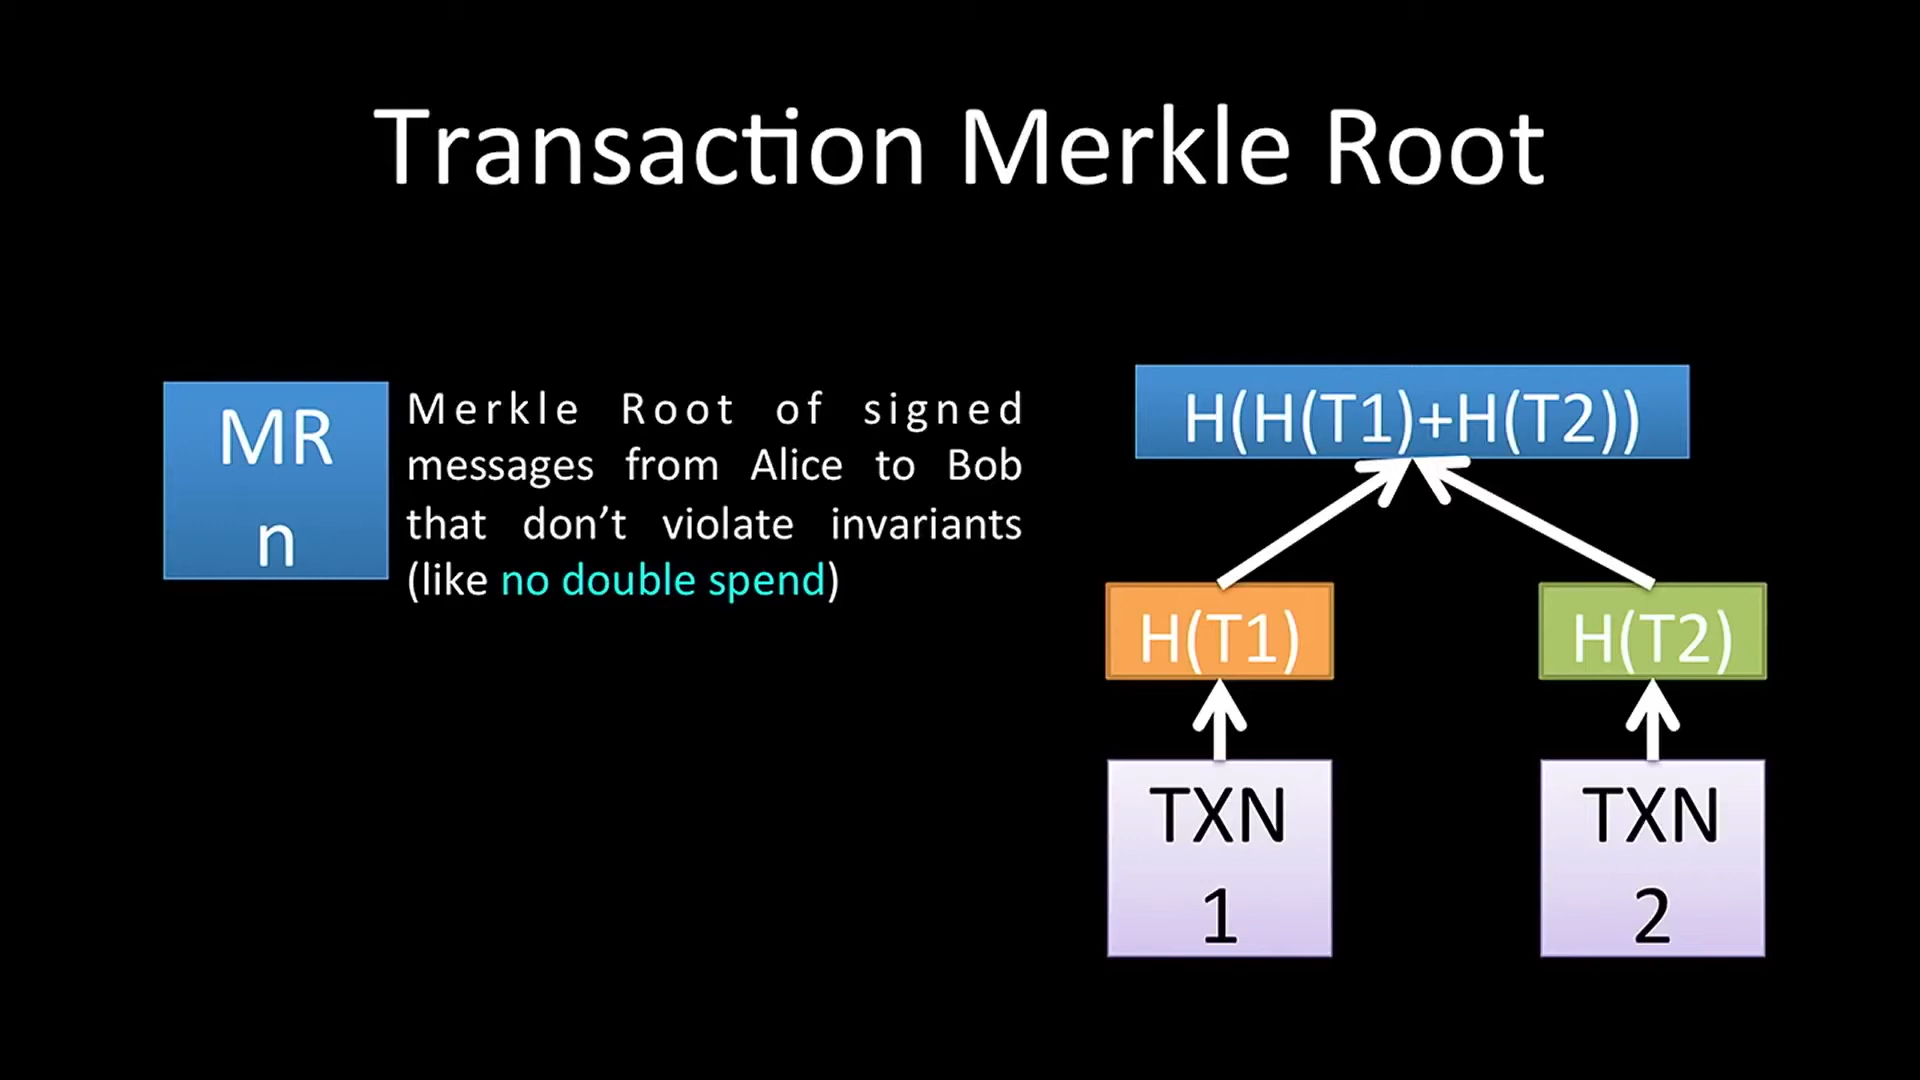 Transaction Merkle Root
MR
n
Merkle Root of signed
messages from Alice to Bob
that don’t violate invariants
(like no double spend)
H(H(T1)+H(T2))
H(T1)
H(T2)
TXN
1
TXN
2